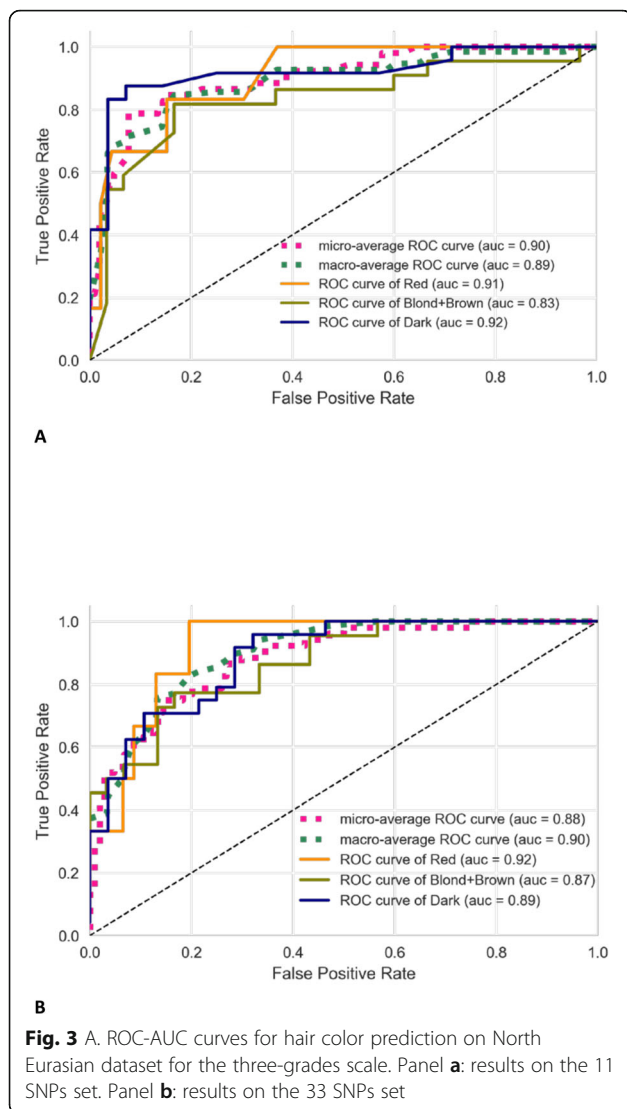 1.0
0.8
0.6
0.4
0.2
0.0
True Positive Rate
micro-average ROC curve (auc = 0.90)
macro-average ROC curve (auc = 0.89)
ROC curve of Red (auc = 0.91)
ROC curve of Blond+Brown (auc = 0.83)
ROC curve of Dark (auc = 0.92)
0.0 0.2 0.4 0.6 0.8 1.0
False Positive Rate
A
1.0
0.8
0.6
0.4
0.2
0.0
True Positive Rate
micro-average ROC curve (auc = 0.88)
macro-average ROC curve (auc = 0.90)
ROC curve of Red (auc = 0.92)
ROC curve of Blond+Brown (auc = 0.87)
ROC curve of Dark (auc = 0.89)
0.0 0.2 0.4 0.6 0.8 1.0
False Positive Rate
B
Fig. 3 A. ROC-AUC curves for hair color prediction on North
Eurasian dataset for the three-grades scale. Panel a: results on the 11
SNPs set. Panel b: results on the 33 SNPs set